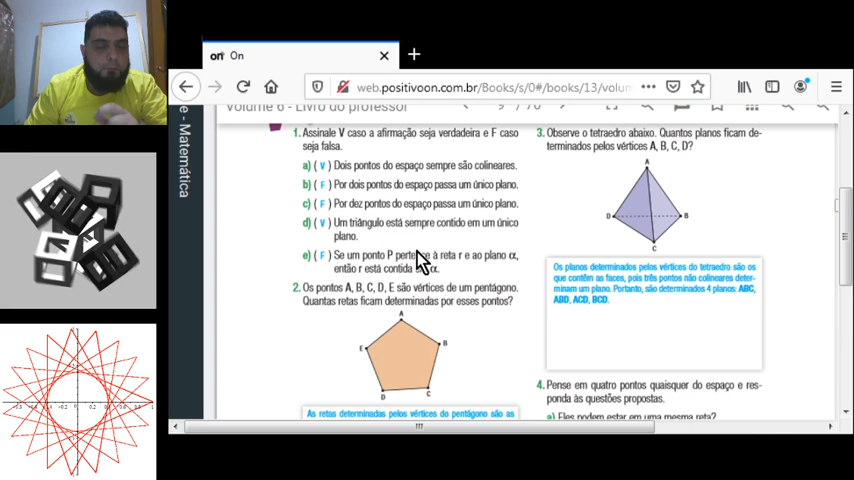 On
web.positivoon.com.br/Books/s/0#/books/13/volum
Volume 6 - Livro do professor
9
/ 70
e - Matemática
1. Assinale V caso a afirmação seja verdadeira e F caso
seja falsa.
a) ( V ) Dois pontos do espaço sempre são colineares.
b) ( F ) Por dois pontos do espaço passa um único plano.
c) ( F ) Por dez pontos do espaço passa um único plano.
d) ( V ) Um triângulo está sempre contido em um único
plano.
e) ( F ) Se um ponto P pertence à reta r e ao plano α,
então r está contida α.
2. Os pontos A, B, C, D, E são vértices de um pentágono.
Quantas retas ficam determinadas por esses pontos?
A
B
C
D
E
As retas determinadas pelos vértices do pentágono são as
3. Observe o tetraedro abaixo. Quantos planos ficam de-
terminados pelos vértices A, B, C, D?
A
D
B
C
Os planos determinados pelos vértices do tetraedro são os
que contêm as faces, pois três pontos não colineares deter-
minam um plano. Portanto, são determinados 4 planos: ABC,
ABD, ACD, BCD.
4. Pense em quatro pontos quaisquer do espaço e res-
ponda às questões propostas.
a) Eles podem estar em uma mesma reta?